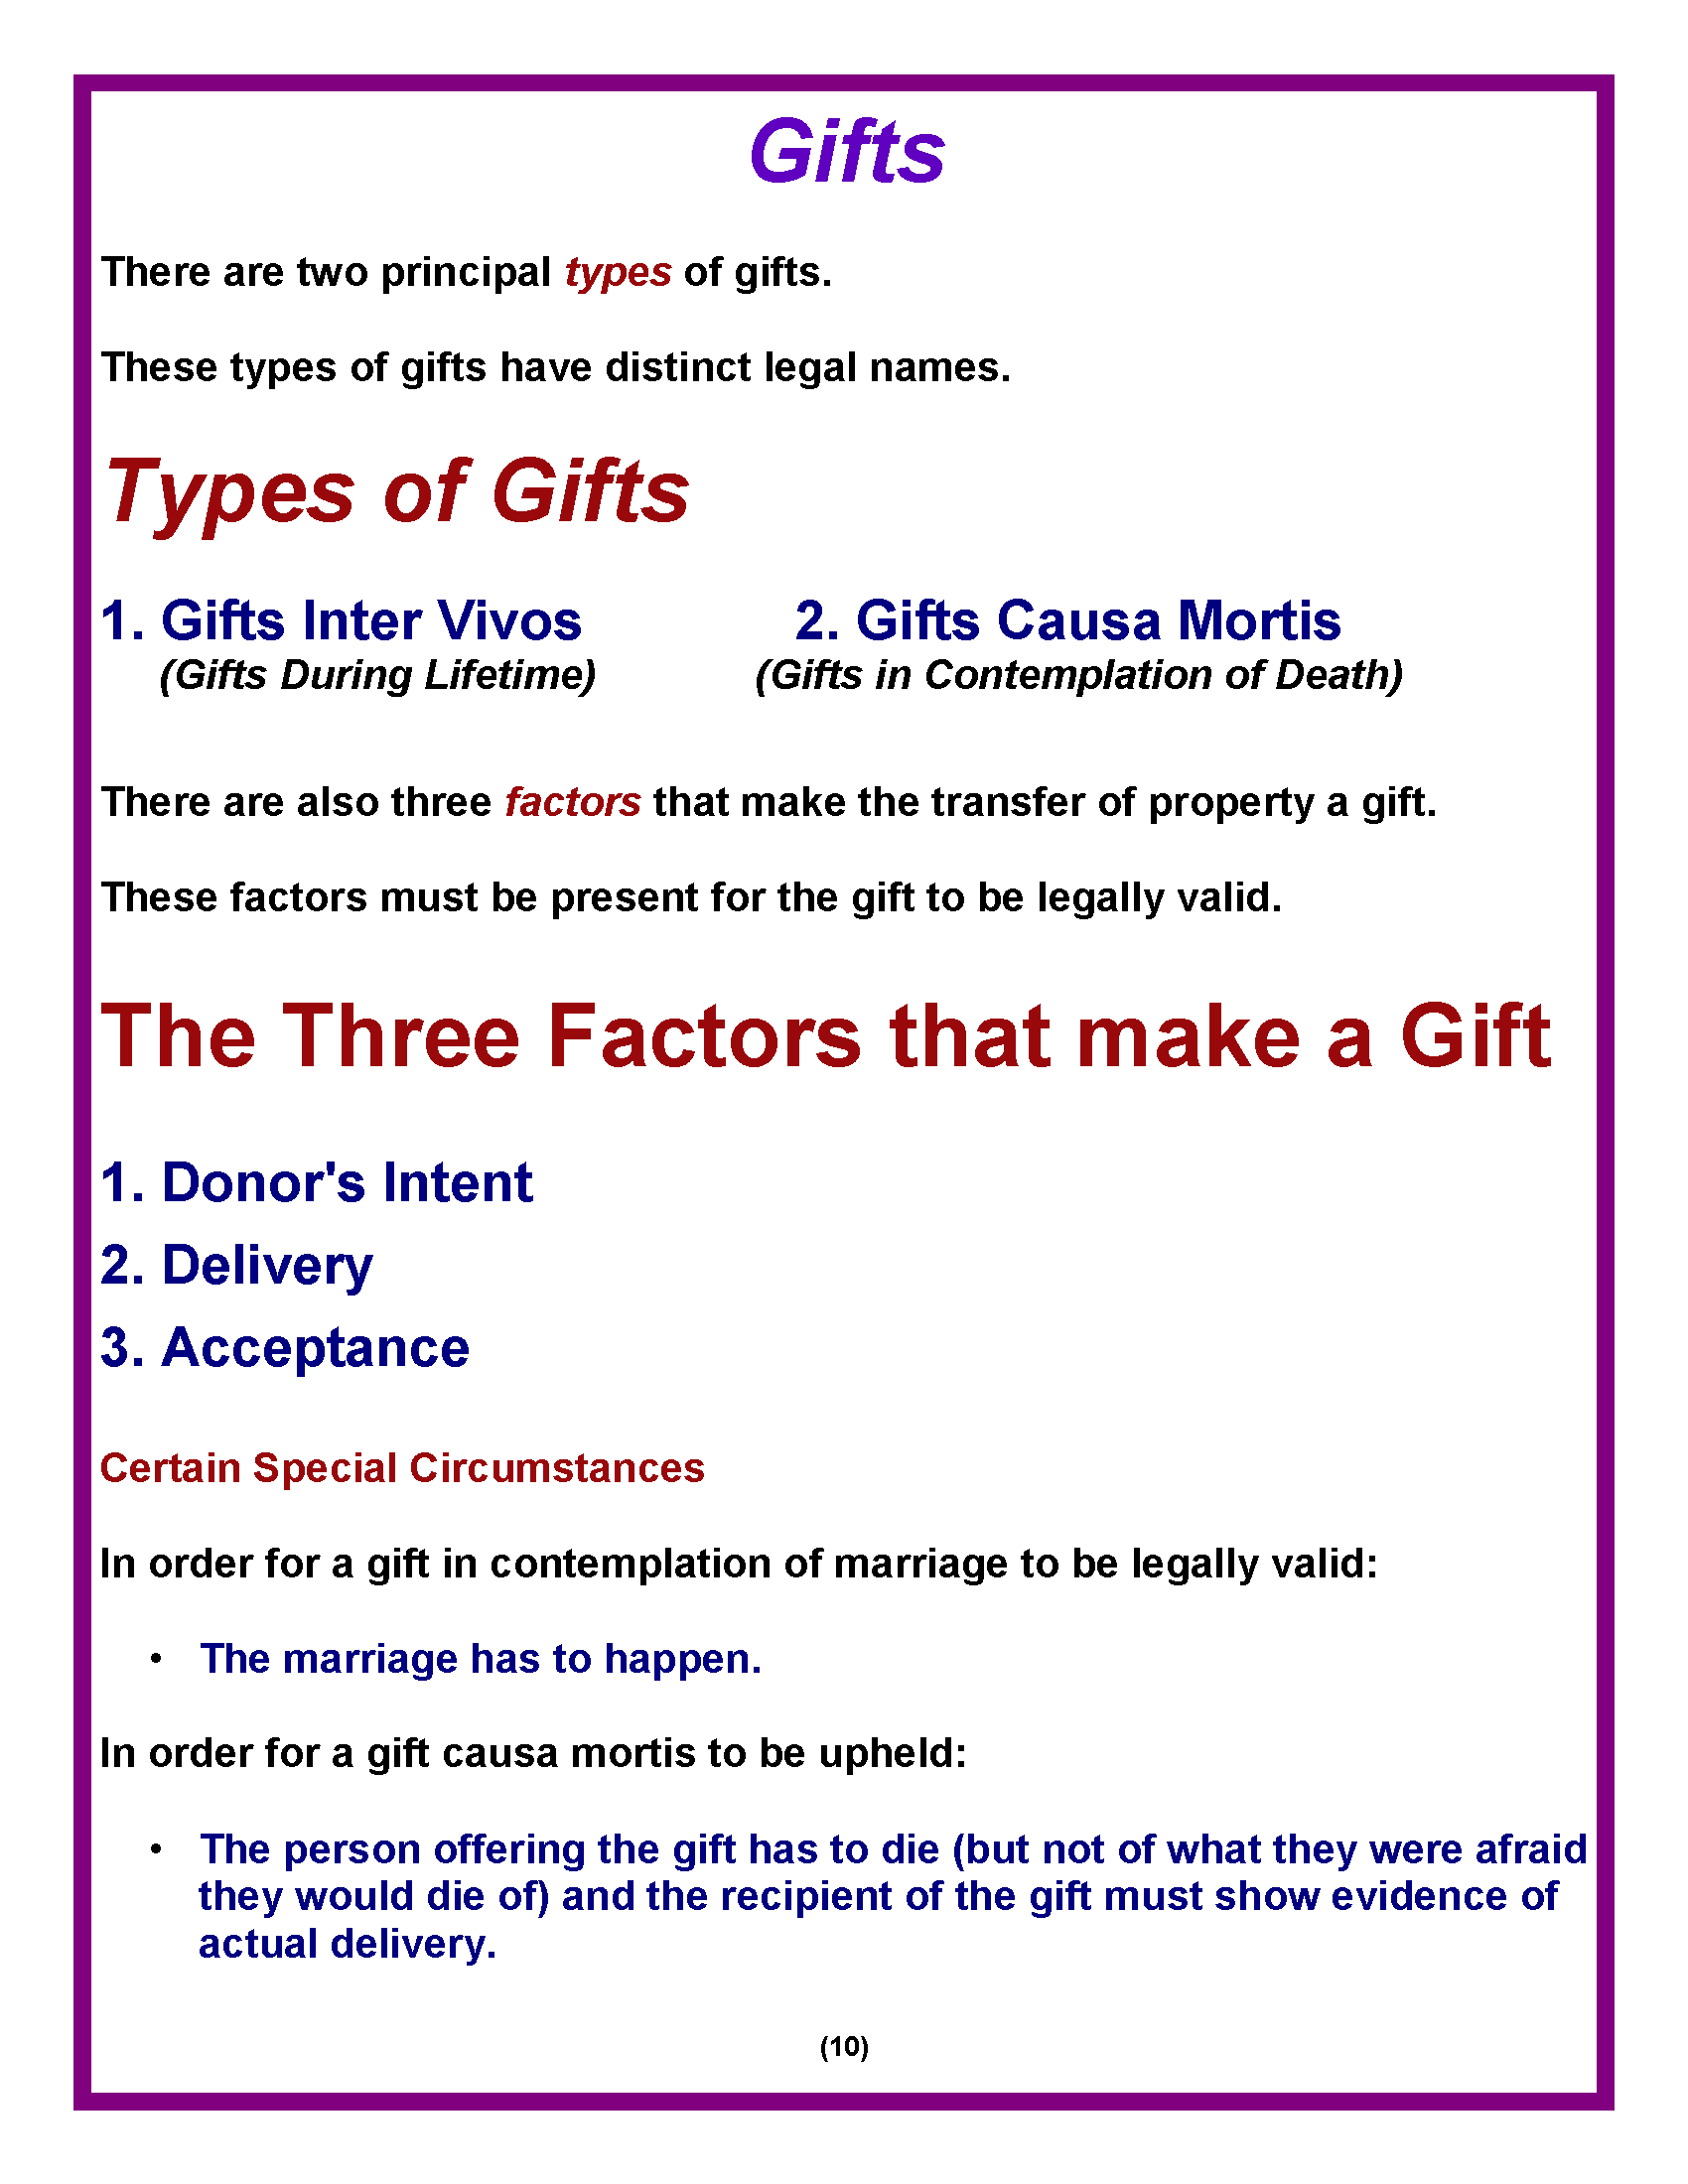 Gifts
There are two principal types of gifts.
These types of gifts have distinct legal names.
Types of Gifts
1. Gifts Inter Vivos 2. Gifts Causa Mortis
(Gifts During Lifetime) (Gifts in Contemplation of Death)
There are also three factors that make the transfer of property a gift.
These factors must be present for the gift to be legally valid.
The Three Factors that make a Gift
1. Donor's Intent
2. Delivery
3. Acceptance
Certain Special Circumstances
In order for a gift in contemplation of marriage to be legally valid:
• The marriage has to happen.
In order for a gift causa mortis to be upheld:
• The person offering the gift has to die (but not of what they were afraid
they would die of) and the recipient of the gift must show evidence of
actual delivery.
(10)